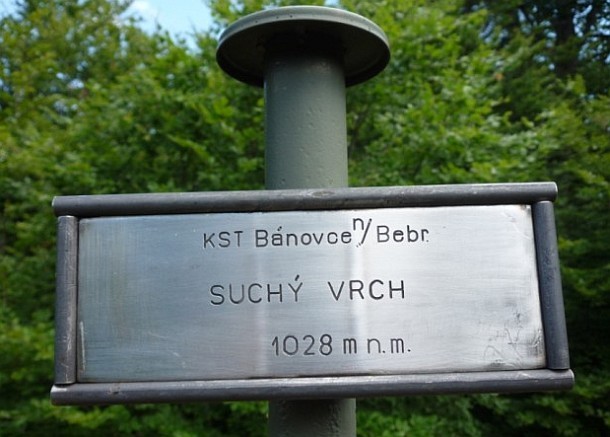 KST Bánovce n/Bebr.
SUCHÝ VRCH
1028 m n.m.